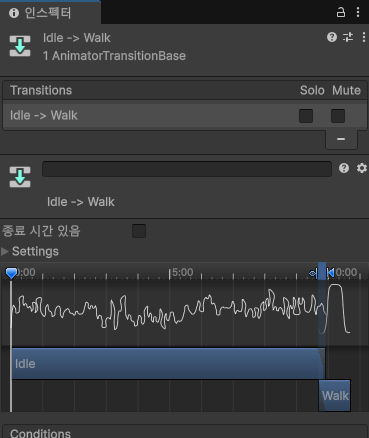 인스펙터
Idle -> Walk
1 AnimatorTransitionBase
Transitions Solo Mute
Idle -> Walk
Idle -> Walk
종료 시간 있음
Settings
0:00 5:00 10:00
Idle
Walk
Conditions